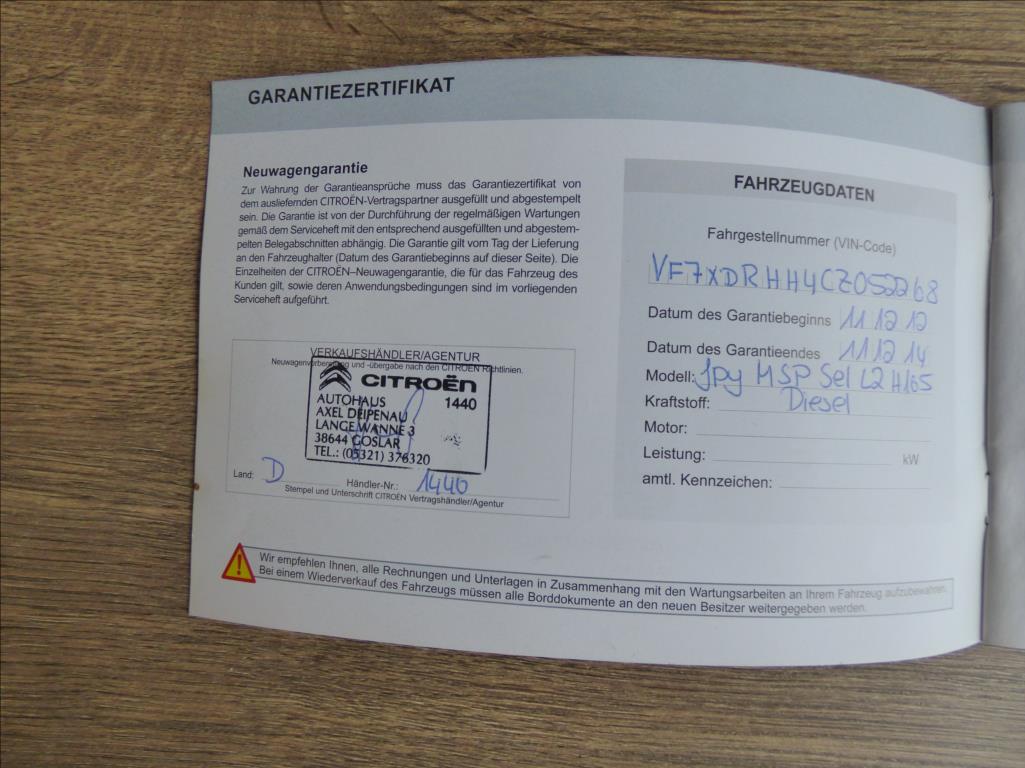 GARANTIEZERTIFIKAT
Neuwagengarantie
Zur Wahrung der Garantieansprüche muss das Garantiezertifikat von
dem ausliefernden CITROËN-Vertragspartner ausgefüllt und abgestempelt
sein. Die Garantie ist von der Durchführung der regelmäßigen Wartungen
gemäß dem Serviceheft mit den entsprechend ausgefüllten und abgestem-
pelten Belegabschnitten abhängig. Die Garantie gilt vom Tag der Lieferung
an den Fahrzeughalter (Datum des Garantiebeginns auf dieser Seite). Die
Einzelheiten der CITROËN–Neuwagengarantie, die für das Fahrzeug des
Kunden gilt, sowie deren Anwendungsbedingungen sind im vorliegenden
Serviceheft aufgeführt.
VERKAUFSHÄNDLER/AGENTUR
Neuwagenvorbereitung und -übergabe nach den CITROËN Richtlinien.
CITROËN
AUTOHAUS 1440
AXEL DEIPENAU
LANGE WANNE 3
38644 GOSLAR
TEL.: (05321) 376320
Land: D Händler-Nr.: 1440
Stempel und Unterschrift CITROËN Vertragshändler/Agentur
FAHRZEUGDATEN
Fahrgestellnummer (VIN-Code)
VF7XDRHH4CZ052268
Datum des Garantiebeginns 11 12 12
Datum des Garantieendes 11 12 14
Modell: Jpy MSP Sel L2 H165
Kraftstoff: Diesel
Motor:
Leistung: kW
amtl. Kennzeichen:
Wir empfehlen Ihnen, alle Rechnungen und Unterlagen in Zusammenhang mit den Wartungsarbeiten an Ihrem Fahrzeug aufzubewahren.
Bei einem Wiederverkauf des Fahrzeugs müssen alle Borddokumente an den neuen Besitzer weitergegeben werden.